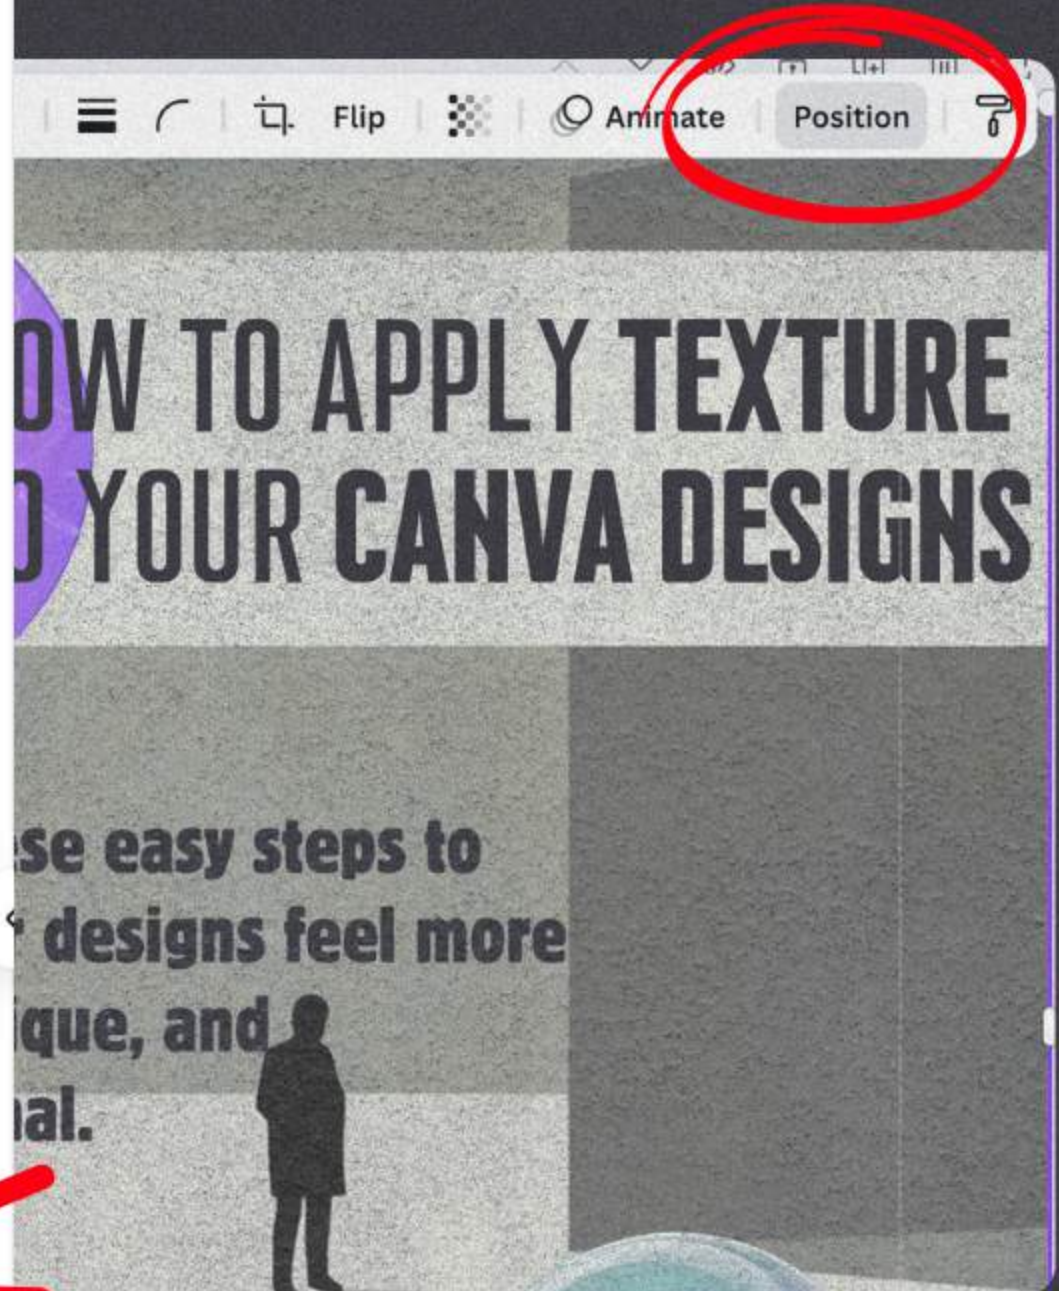 Flip Animate Position
OW TO APPLY TEXTURE
O YOUR CANVA DESIGNS
se easy steps to
designs feel more
ique, and
al.